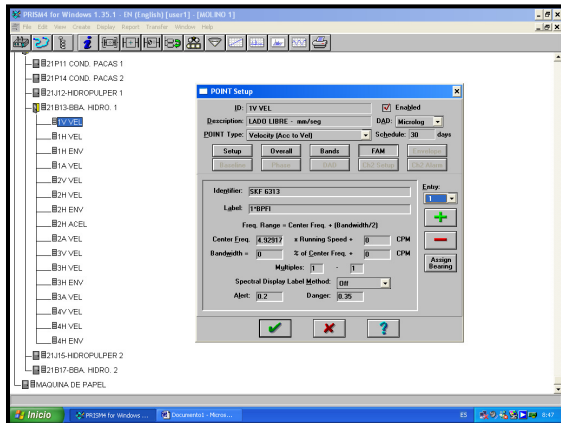 PRISM4 for Windows 1.35.1 - EN (English) [user1] - [MOLINO 1]
File Edit View Create Display Report Transfer Window Help
21P11 COND. PACAS 1
21P14 COND. PACAS 2
21J12-HIDROPULPER 1
21B13-BBA. HIDRO. 1
1V VEL
1H VEL
1H ENV
1A VEL
2V VEL
2H VEL
2H ENV
2H ACEL
2A VEL
3V VEL
3H VEL
3H ENV
3A VEL
4V VEL
4H VEL
4H ENV
21J15-HIDROPULPER 2
21B17-BBA. HIDRO. 2
MAQUINA DE PAPEL
POINT Setup
ID: 1V VEL Enabled
Description: LADO LIBRE - mm/seg DAD: Microlog
POINT Type: Velocity (Acc to Vel) Schedule: 30 days
Setup Overall Bands FAM Envelope
Baseline Phase DAD Ch2 Setup Ch2 Alarm
Identifier: SKF 6313
Label: 1*BPFI
Freq. Range = Center Freq. + (Bandwidth/2)
Center Freq. 4.92917 x Running Speed + 0 CPM
Bandwidth = 0 % of Center Freq. + 0 CPM
Multiples: 1 - 1
Spectral Display Label Method: Off
Alert: 0.2 Danger: 0.35
Entry:
1
Assign
Bearing
Inicio PRISM4 for Windows ... Documento1 - Micros... ES 8:47